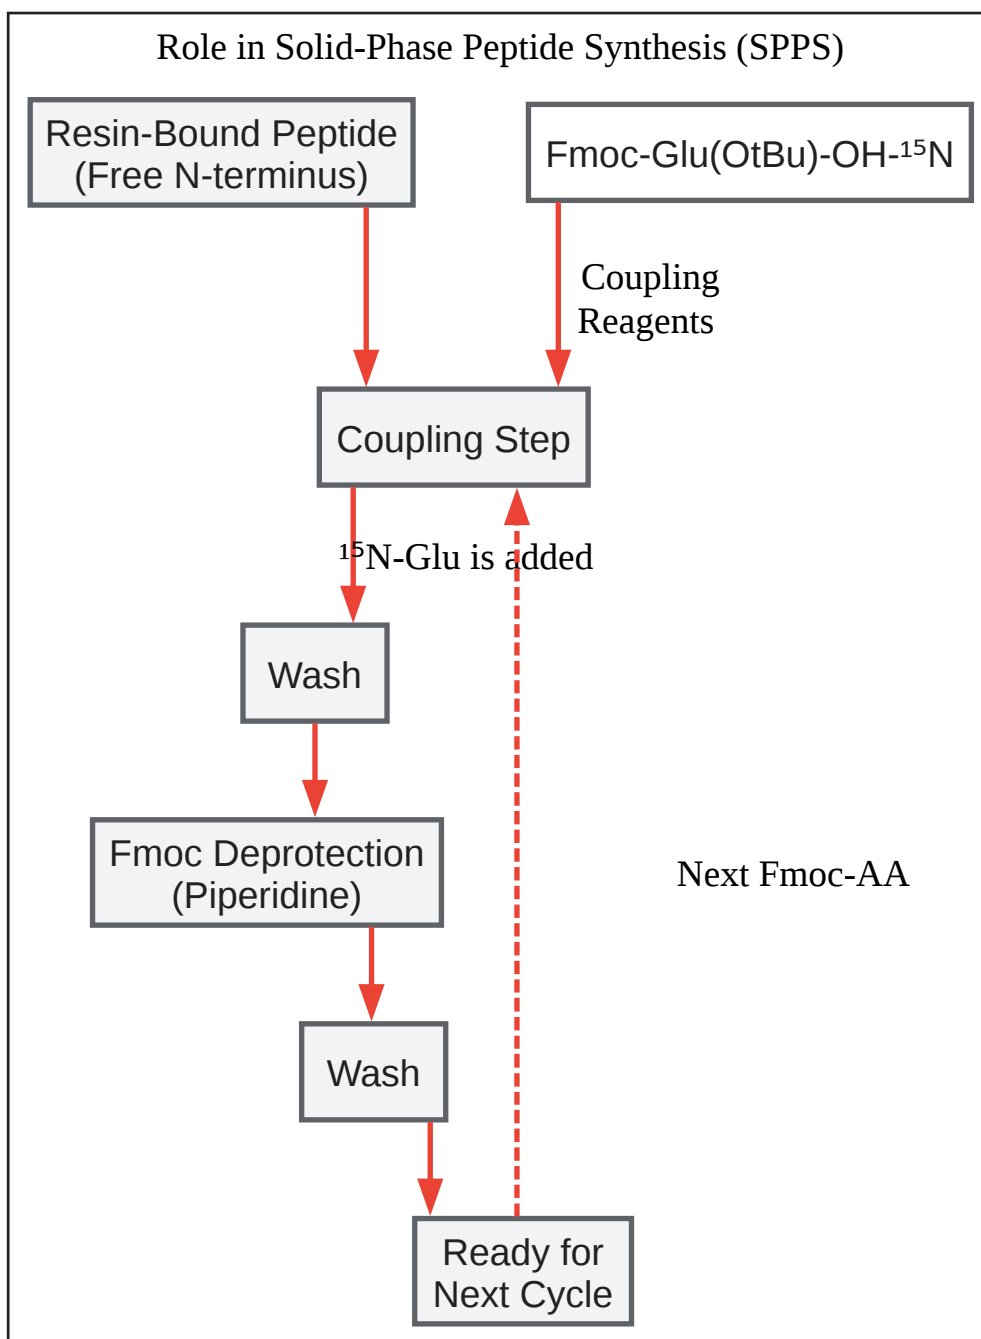 Role in Solid-Phase Peptide Synthesis (SPPS)
Resin-Bound Peptide
(Free N-terminus)
Fmoc-Glu(OtBu)-OH-¹⁵N
Coupling
Reagents
Coupling Step
¹⁵N-Glu is added
Wash
Fmoc Deprotection
(Piperidine)
Next Fmoc-AA
Wash
Ready for
Next Cycle